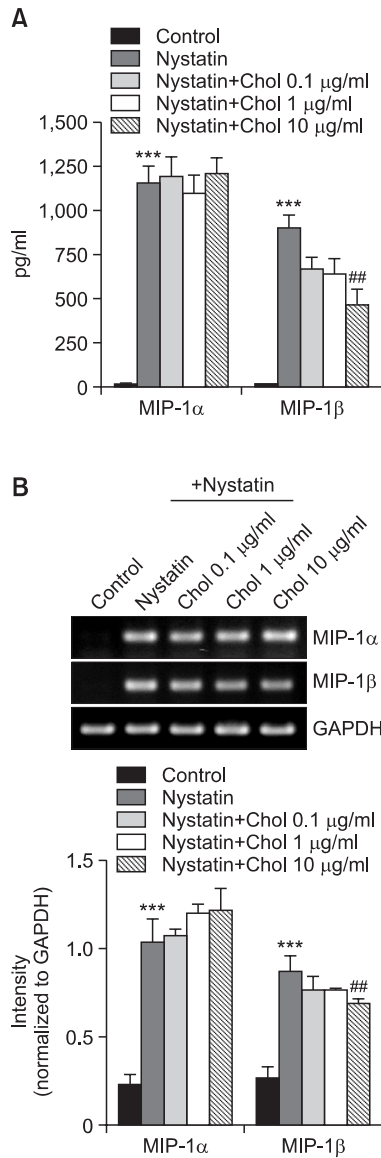 A
Control
Nystatin
Nystatin+Chol 0.1 μg/ml
Nystatin+Chol 1 μg/ml
Nystatin+Chol 10 μg/ml
pg/ml
1,500
1,250
1,000
750
500
250
0
***
***
##
MIP-1α
MIP-1β
B
+Nystatin
Control
Nystatin
Chol 0.1 μg/ml
Chol 1 μg/ml
Chol 10 μg/ml
MIP-1α
MIP-1β
GAPDH
Control
Nystatin
Nystatin+Chol 0.1 μg/ml
Nystatin+Chol 1 μg/ml
Nystatin+Chol 10 μg/ml
Intensity
(normalized to GAPDH)
1.5
1.0
0.5
0
***
***
##
MIP-1α
MIP-1β